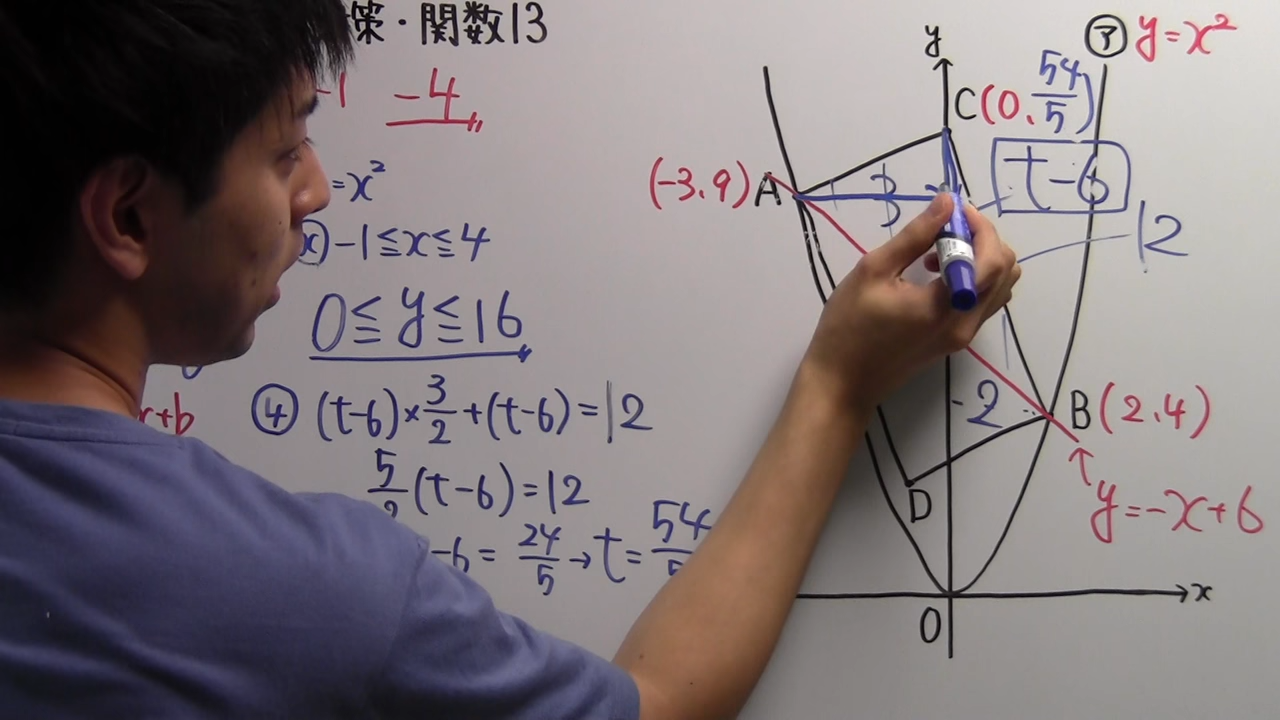 策・関数13
-1 -4
=x²
-1≦x≦4
0≦y≦16
x+b
④ (t-6)×3/2+(t-6)=12
5/2(t-6)=12
-6=24/5→t=54/5
⑦ y=x²
y
C(0.54/5)
(-3.9) A
3
t-6
12
2
B(2.4)
D
y=-x+6
x
O